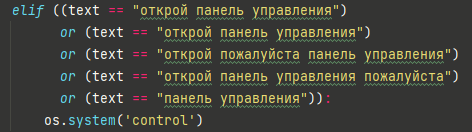 elif ((text == "открой панель управления")
or (text == "открой панель управления")
or (text == "открой пожалуйста панель управления")
or (text == "открой панель управления пожалуйста")
or (text == "панель управления")):
os.system('control')